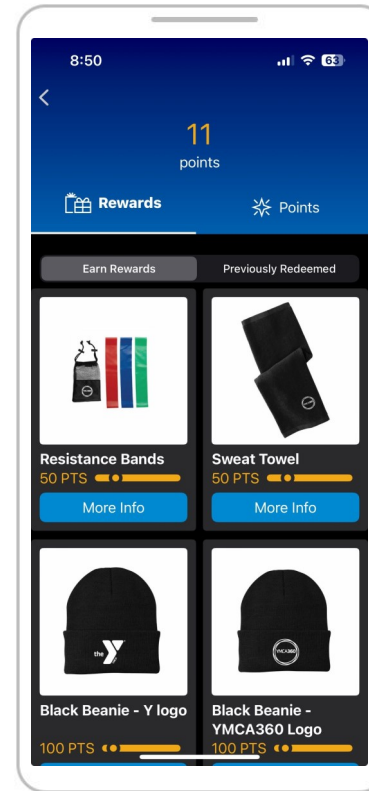 8:50
63
11
points
Rewards
Points
Earn Rewards
Previously Redeemed
Resistance Bands
50 PTS
More Info
Sweat Towel
50 PTS
More Info
the Y
Black Beanie - Y logo
100 PTS
YMCA360
Black Beanie -
YMCA360 Logo
100 PTS